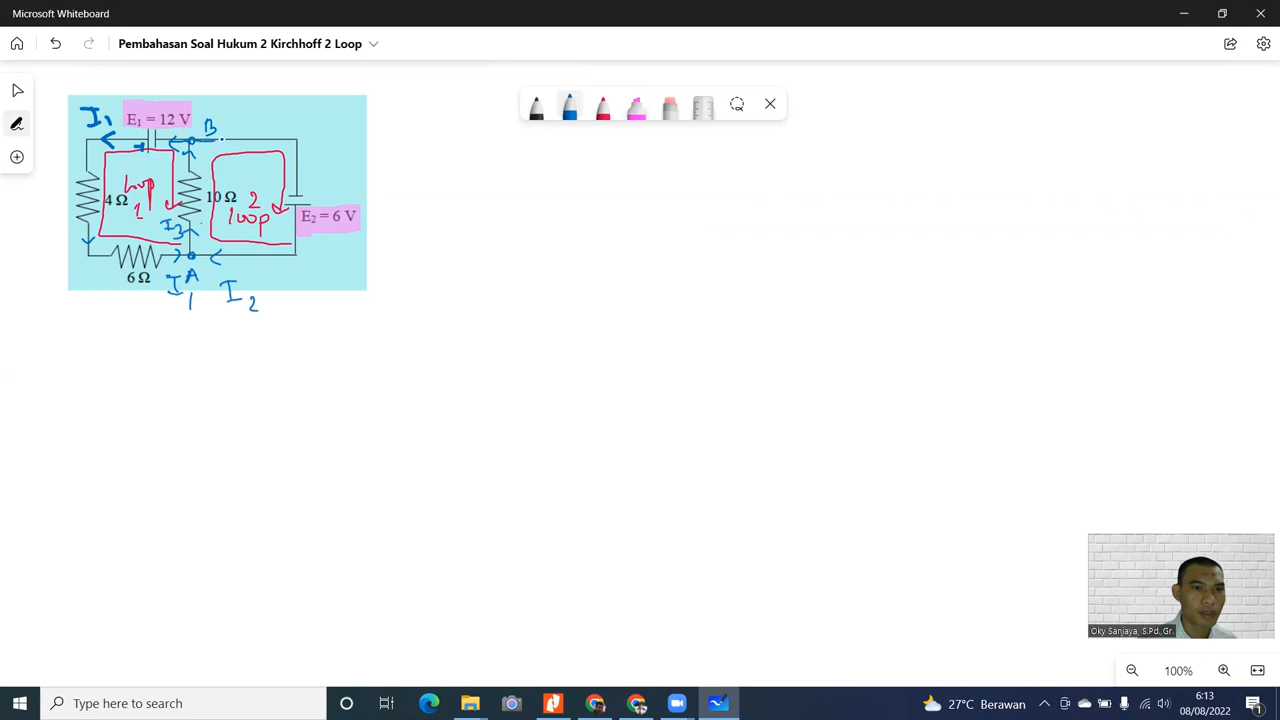 Microsoft Whiteboard
Pembahasan Soal Hukum 2 Kirchhoff 2 Loop
I1
E1 = 12 V
B
4 Ω
Loop
1
10 Ω
2
loop
E2 = 6 V
I3
6 Ω
A
I1
I2
Oky Sanjaya, S.Pd.,Gr.
100%
Type here to search
27°C Berawan
6:13
08/08/2022
1